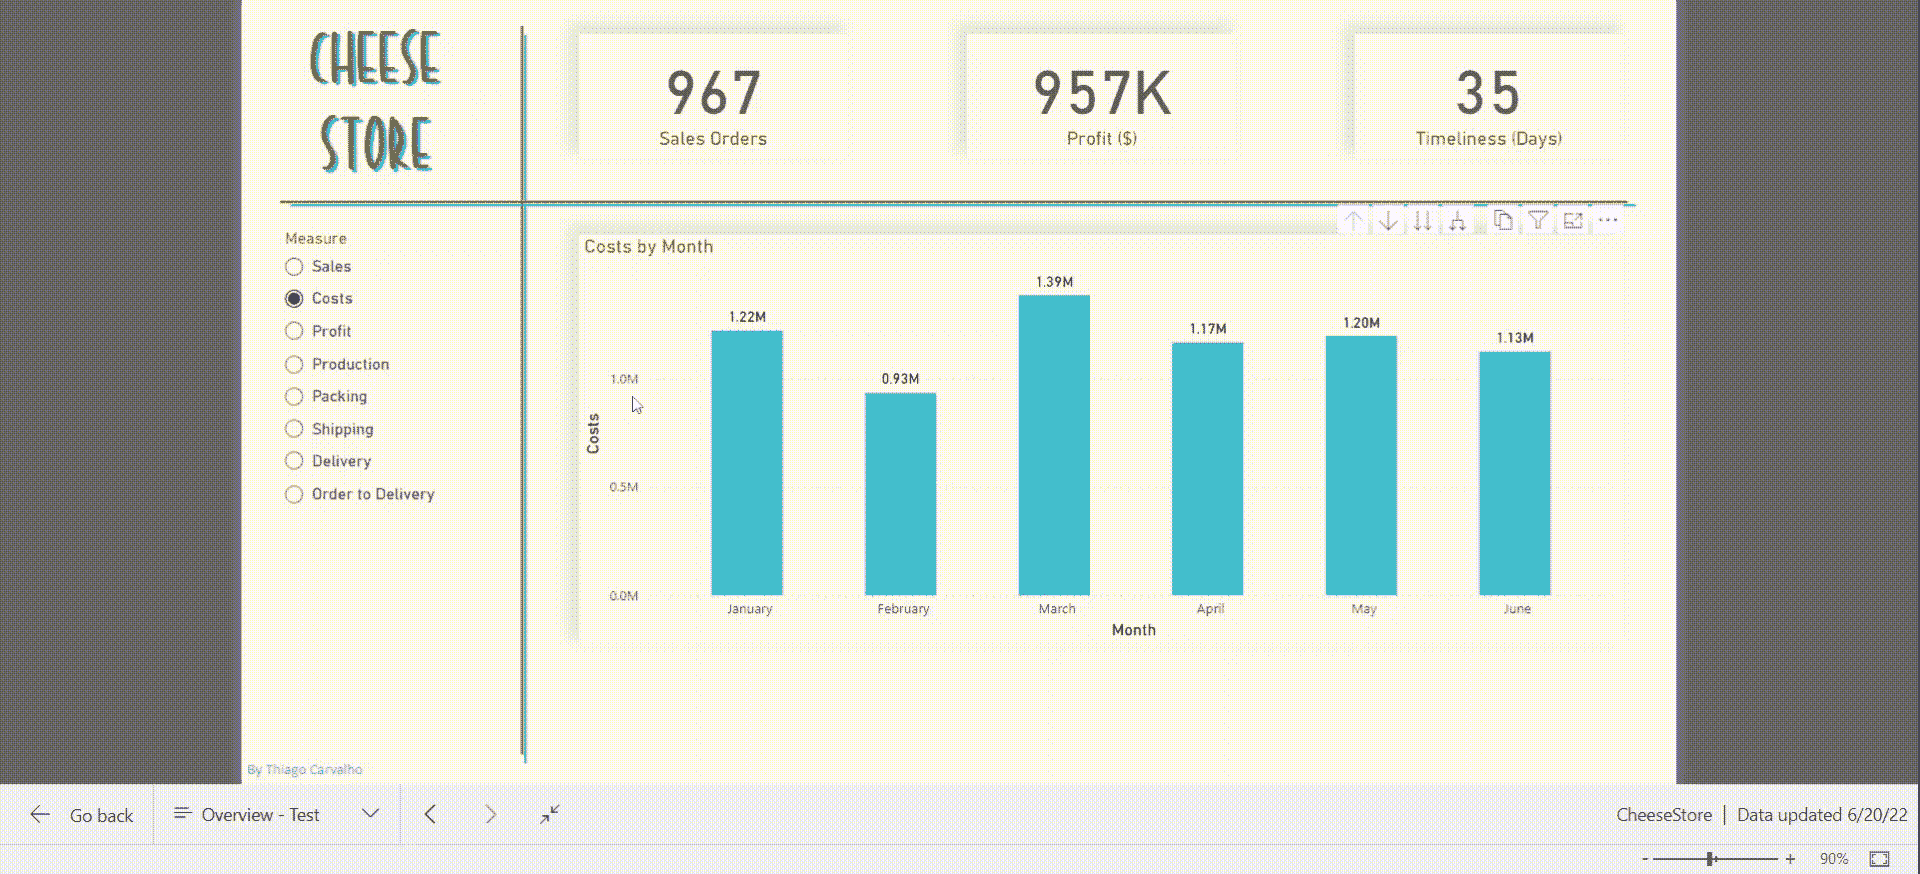 CHEESE
STORE
967
Sales Orders
957K
Profit ($)
35
Timeliness (Days)
Measure
Sales
Costs
Profit
Production
Packing
Shipping
Delivery
Order to Delivery
Costs by Month
1.22M
0.93M
1.39M
1.17M
1.20M
1.13M
1.0M
0.5M
0.0M
Costs
January February March April May June
Month
By Thiago Carvalho
Go back Overview - Test CheeseStore | Data updated 6/20/22
- + 90%